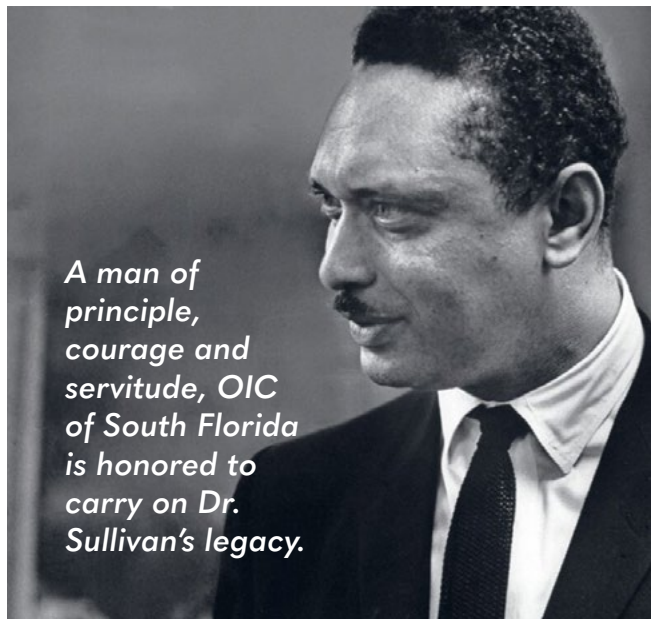 A man of
principle,
courage and
servitude, OIC
of South Florida
is honored to
carry on Dr.
Sullivan’s legacy.